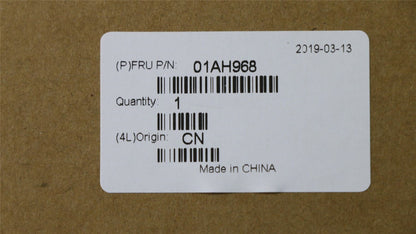 2019-03-13
(P)FRU P/N: 01AH968
Quantity: 1
(4L)Origin: CN
Made in CHINA